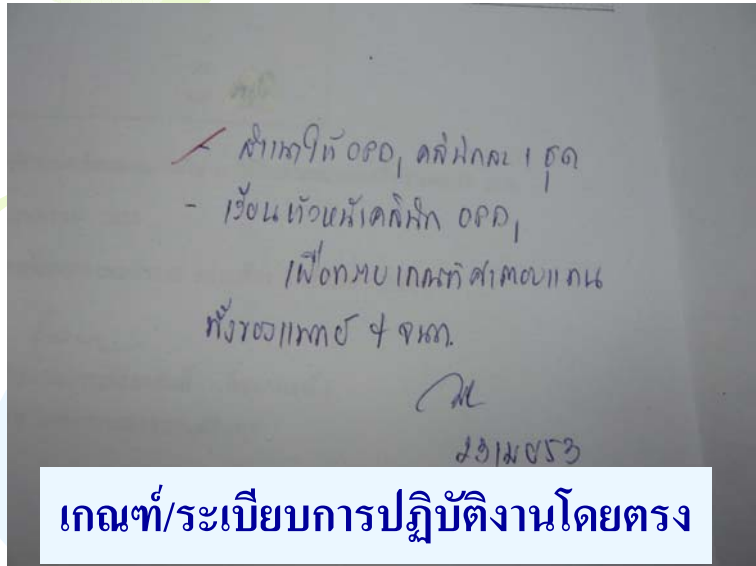 - สำเนาให้ OPD, คลินิกละ 1 ชุด
- เรียน หัวหน้าคลินิก OPD,
เพื่อทราบ เกณฑ์ค่าตอบแทน
ทั้งของแพทย์ & จนท.
23 เมย 53
เกณฑ์/ระเบียบการปฏิบัติงานโดยตรง